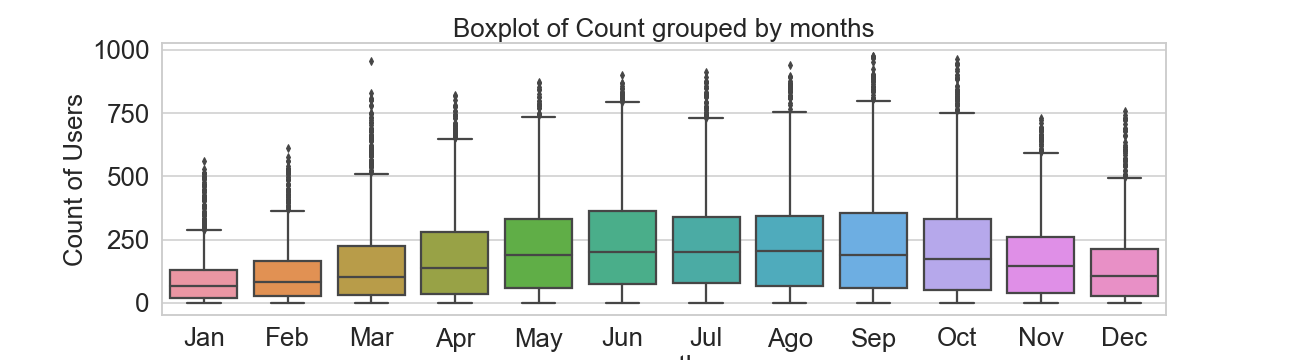 Boxplot of Count grouped by months
1000
750
500
250
0
Count of Users
Jan Feb Mar Apr May Jun Jul Ago Sep Oct Nov Dec